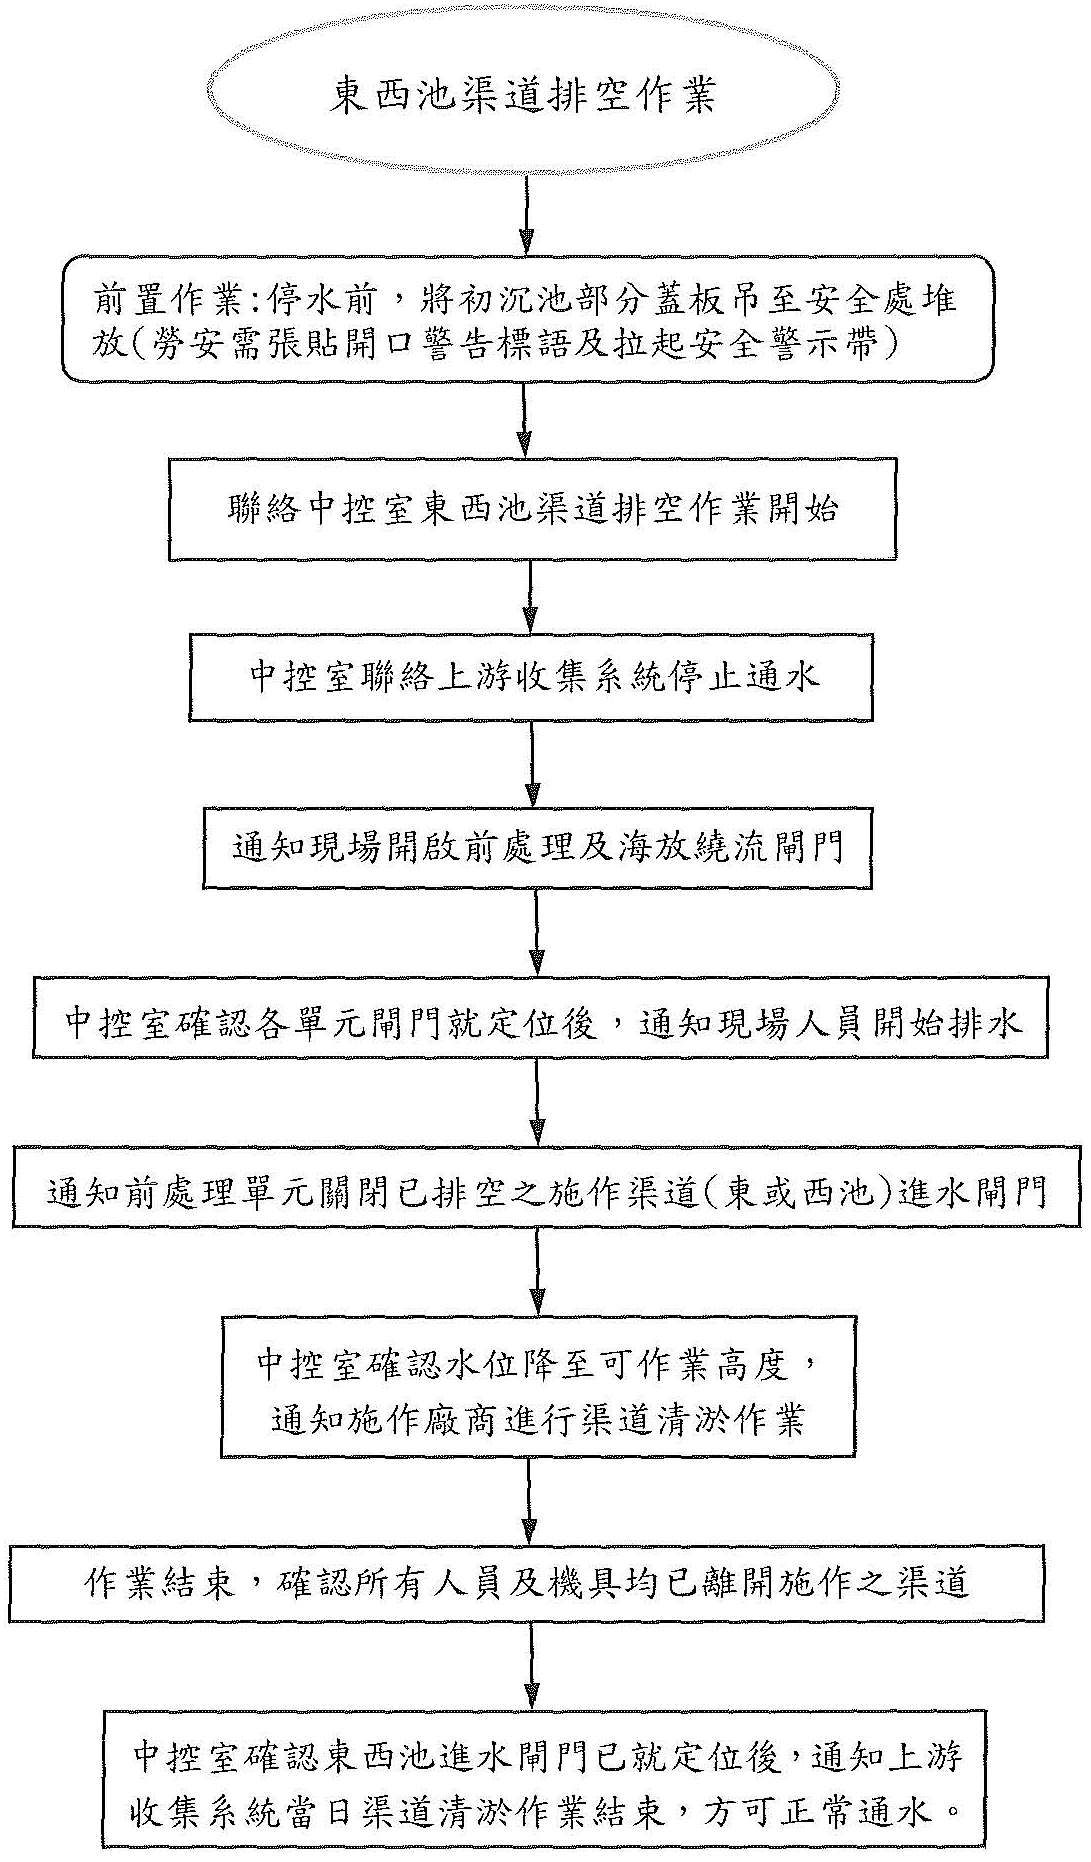 東西池渠道排空作業
前置作業:停水前，將初沉池部分蓋板吊至安全處堆
放(勞安需張貼開口警告標語及拉起安全警示帶)
聯絡中控室東西池渠道排空作業開始
中控室聯絡上游收集系統停止通水
通知現場開啟前處理及海放繞流閘門
中控室確認各單元閘門就定位後，通知現場人員開始排水
通知前處理單元關閉已排空之施作渠道(東或西池)進水閘門
中控室確認水位降至可作業高度，
通知施作廠商進行渠道清淤作業
作業結束，確認所有人員及機具均已離開施作之渠道
中控室確認東西池進水閘門已就定位後，通知上游
收集系統當日渠道清淤作業結束，方可正常通水。